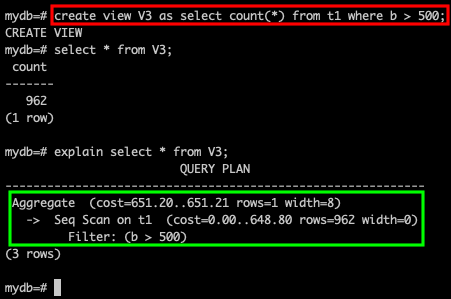 mydb=# create view V3 as select count(*) from t1 where b > 500;
CREATE VIEW
mydb=# select * from V3;
 count
-------
   962
(1 row)

mydb=# explain select * from V3;
                       QUERY PLAN
---------------------------------------------------------
 Aggregate  (cost=651.20..651.21 rows=1 width=8)
   ->  Seq Scan on t1  (cost=0.00..648.80 rows=962 width=0)
         Filter: (b > 500)
(3 rows)

mydb=#